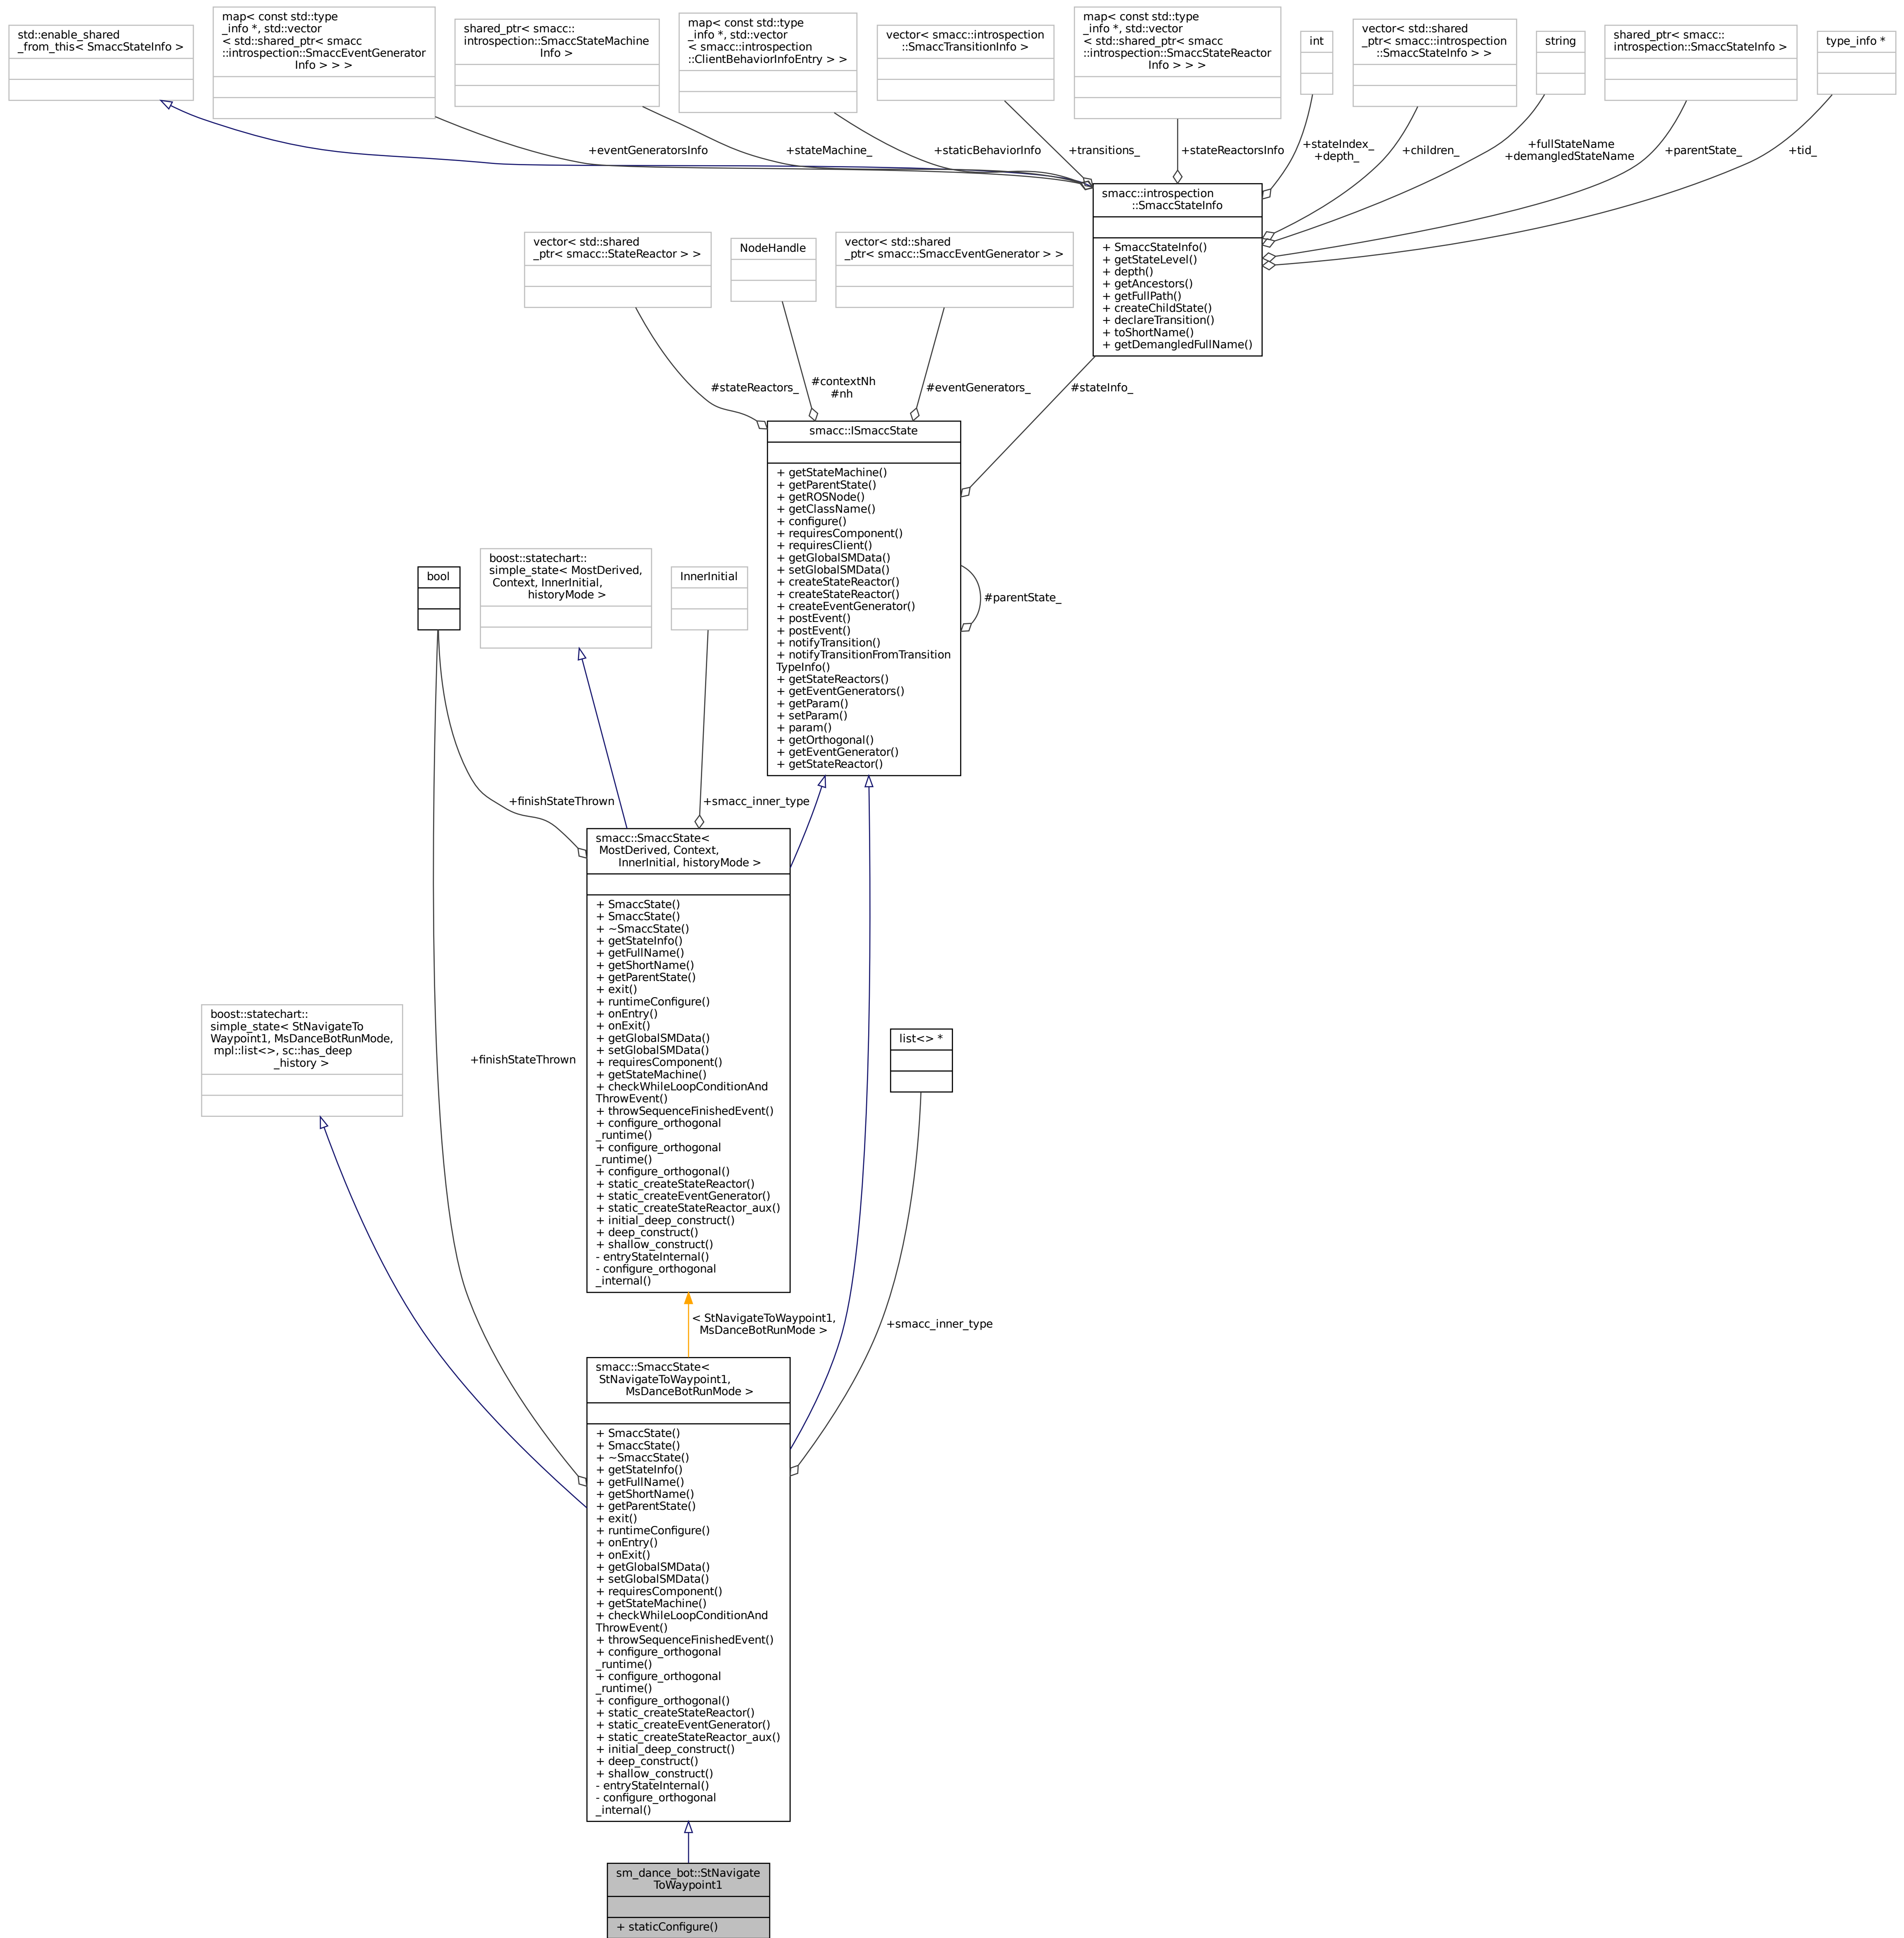 std::enable_shared
_from_this< SmaccStateInfo >
map< const std::type
_info *, std::vector
< std::shared_ptr< smacc
::introspection::SmaccEventGenerator
Info > > >
shared_ptr< smacc::
introspection::SmaccStateMachine
Info >
map< const std::type
_info *, std::vector
< smacc::introspection
::ClientBehaviorInfoEntry > >
vector< smacc::introspection
::SmaccTransitionInfo >
map< const std::type
_info *, std::vector
< std::shared_ptr< smacc
::introspection::SmaccStateReactor
Info > > >
int
vector< std::shared
_ptr< smacc::introspection
::SmaccStateInfo > >
string
shared_ptr< smacc::
introspection::SmaccStateInfo >
type_info *
+eventGeneratorsInfo
+stateMachine_
+staticBehaviorInfo
+transitions_
+stateReactorsInfo
+stateIndex_
+depth_
+children_
+fullStateName
+demangledStateName
+parentState_
+tid_
smacc::introspection
::SmaccStateInfo
+ SmaccStateInfo()
+ getStateLevel()
+ depth()
+ getAncestors()
+ getFullPath()
+ createChildState()
+ declareTransition()
+ toShortName()
+ getDemangledFullName()
vector< std::shared
_ptr< smacc::StateReactor > >
NodeHandle
vector< std::shared
_ptr< smacc::SmaccEventGenerator > >
#stateReactors_
#contextNh
#nh
#eventGenerators_
#stateInfo_
smacc::ISmaccState
+ getStateMachine()
+ getParentState()
+ getROSNode()
+ getClassName()
+ configure()
+ requiresComponent()
+ requiresClient()
+ getGlobalSMData()
+ setGlobalSMData()
+ createStateReactor()
+ createStateReactor()
+ createEventGenerator()
+ postEvent()
+ postEvent()
+ notifyTransition()
+ notifyTransitionFromTransition
TypeInfo()
+ getStateReactors()
+ getEventGenerators()
+ getParam()
+ setParam()
+ param()
+ getOrthogonal()
+ getEventGenerator()
+ getStateReactor()
#parentState_
bool
boost::statechart::
simple_state< MostDerived,
Context, InnerInitial,
historyMode >
InnerInitial
+finishStateThrown
+smacc_inner_type
smacc::SmaccState<
MostDerived, Context,
InnerInitial, historyMode >
+ SmaccState()
+ SmaccState()
+ ~SmaccState()
+ getStateInfo()
+ getFullName()
+ getShortName()
+ getParentState()
+ exit()
+ runtimeConfigure()
+ onEntry()
+ onExit()
+ getGlobalSMData()
+ setGlobalSMData()
+ requiresComponent()
+ getStateMachine()
+ checkWhileLoopConditionAnd
ThrowEvent()
+ throwSequenceFinishedEvent()
+ configure_orthogonal
_runtime()
+ configure_orthogonal
_runtime()
+ configure_orthogonal()
+ static_createStateReactor()
+ static_createEventGenerator()
+ static_createStateReactor_aux()
+ initial_deep_construct()
+ deep_construct()
+ shallow_construct()
- entryStateInternal()
- configure_orthogonal
_internal()
boost::statechart::
simple_state< StNavigateTo
Waypoint1, MsDanceBotRunMode,
mpl::list<>, sc::has_deep
_history >
+finishStateThrown
list<> *
< StNavigateToWaypoint1,
MsDanceBotRunMode >
+smacc_inner_type
smacc::SmaccState<
StNavigateToWaypoint1,
MsDanceBotRunMode >
+ SmaccState()
+ SmaccState()
+ ~SmaccState()
+ getStateInfo()
+ getFullName()
+ getShortName()
+ getParentState()
+ exit()
+ runtimeConfigure()
+ onEntry()
+ onExit()
+ getGlobalSMData()
+ setGlobalSMData()
+ requiresComponent()
+ getStateMachine()
+ checkWhileLoopConditionAnd
ThrowEvent()
+ throwSequenceFinishedEvent()
+ configure_orthogonal
_runtime()
+ configure_orthogonal
_runtime()
+ configure_orthogonal()
+ static_createStateReactor()
+ static_createEventGenerator()
+ static_createStateReactor_aux()
+ initial_deep_construct()
+ deep_construct()
+ shallow_construct()
- entryStateInternal()
- configure_orthogonal
_internal()
sm_dance_bot::StNavigate
ToWaypoint1
+ staticConfigure()